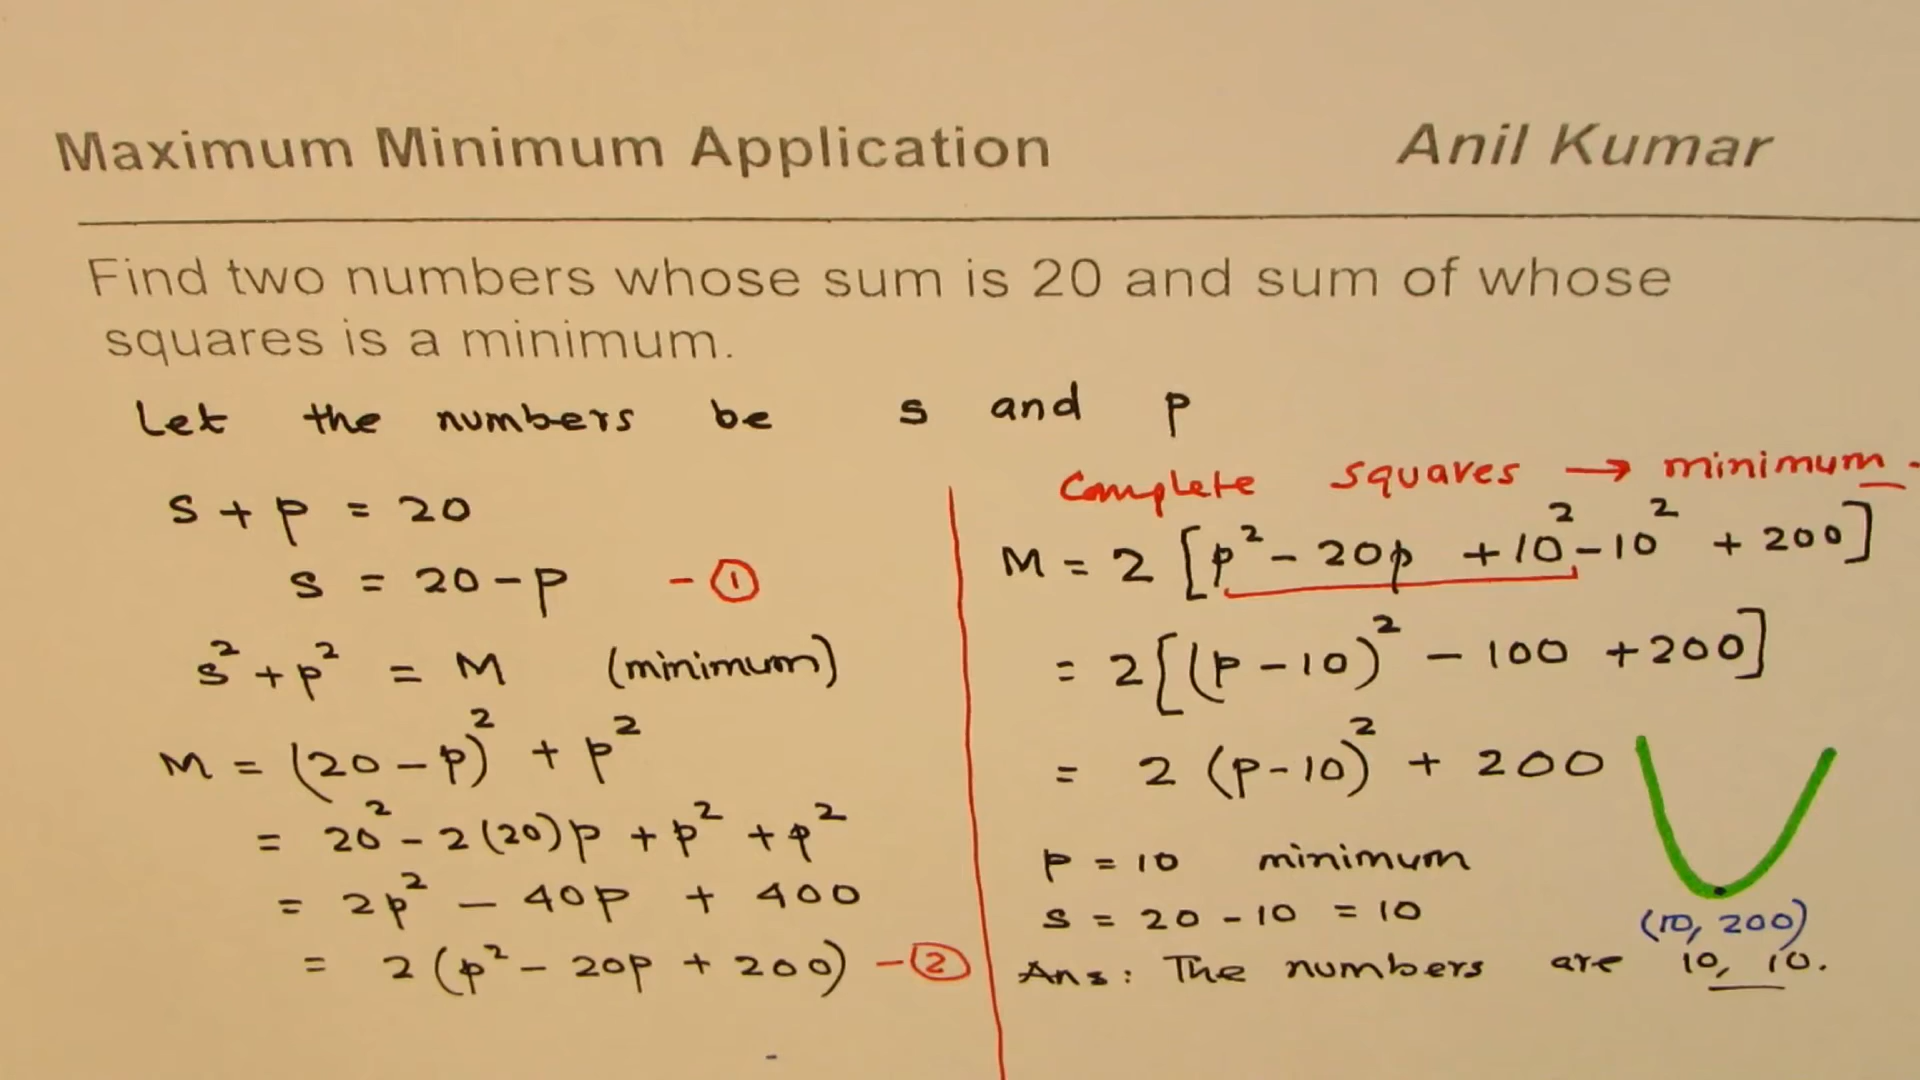 Maximum Minimum Application
Anil Kumar
Find two numbers whose sum is 20 and sum of whose
squares is a minimum.
Let the numbers be s and p
s + p = 20
s = 20 - p - ①
s² + p² = M (minimum)
M = (20 - p)² + p²
= 20² - 2(20)p + p² + p²
= 2p² - 40p + 400
= 2(p² - 20p + 200) - ②
Complete squares → minimum -
M = 2 [p² - 20p + 10² - 10² + 200]
= 2[(p - 10)² - 100 + 200]
= 2 (p - 10)² + 200
p = 10 minimum
s = 20 - 10 = 10
(10, 200)
Ans: The numbers are 10, 10.